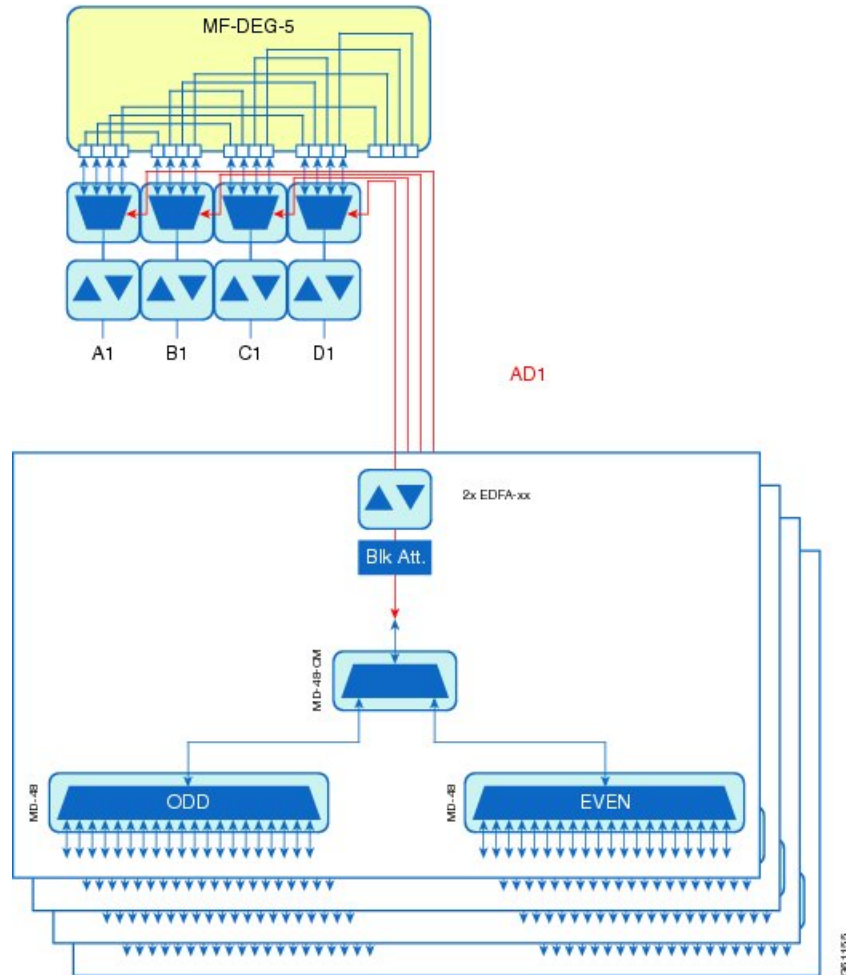 MF-DEG-5
A1
B1
C1
D1
AD1
2x EDFA-xx
Blk Att.
MD-48-CM
MD-48
ODD
MD-48
EVEN